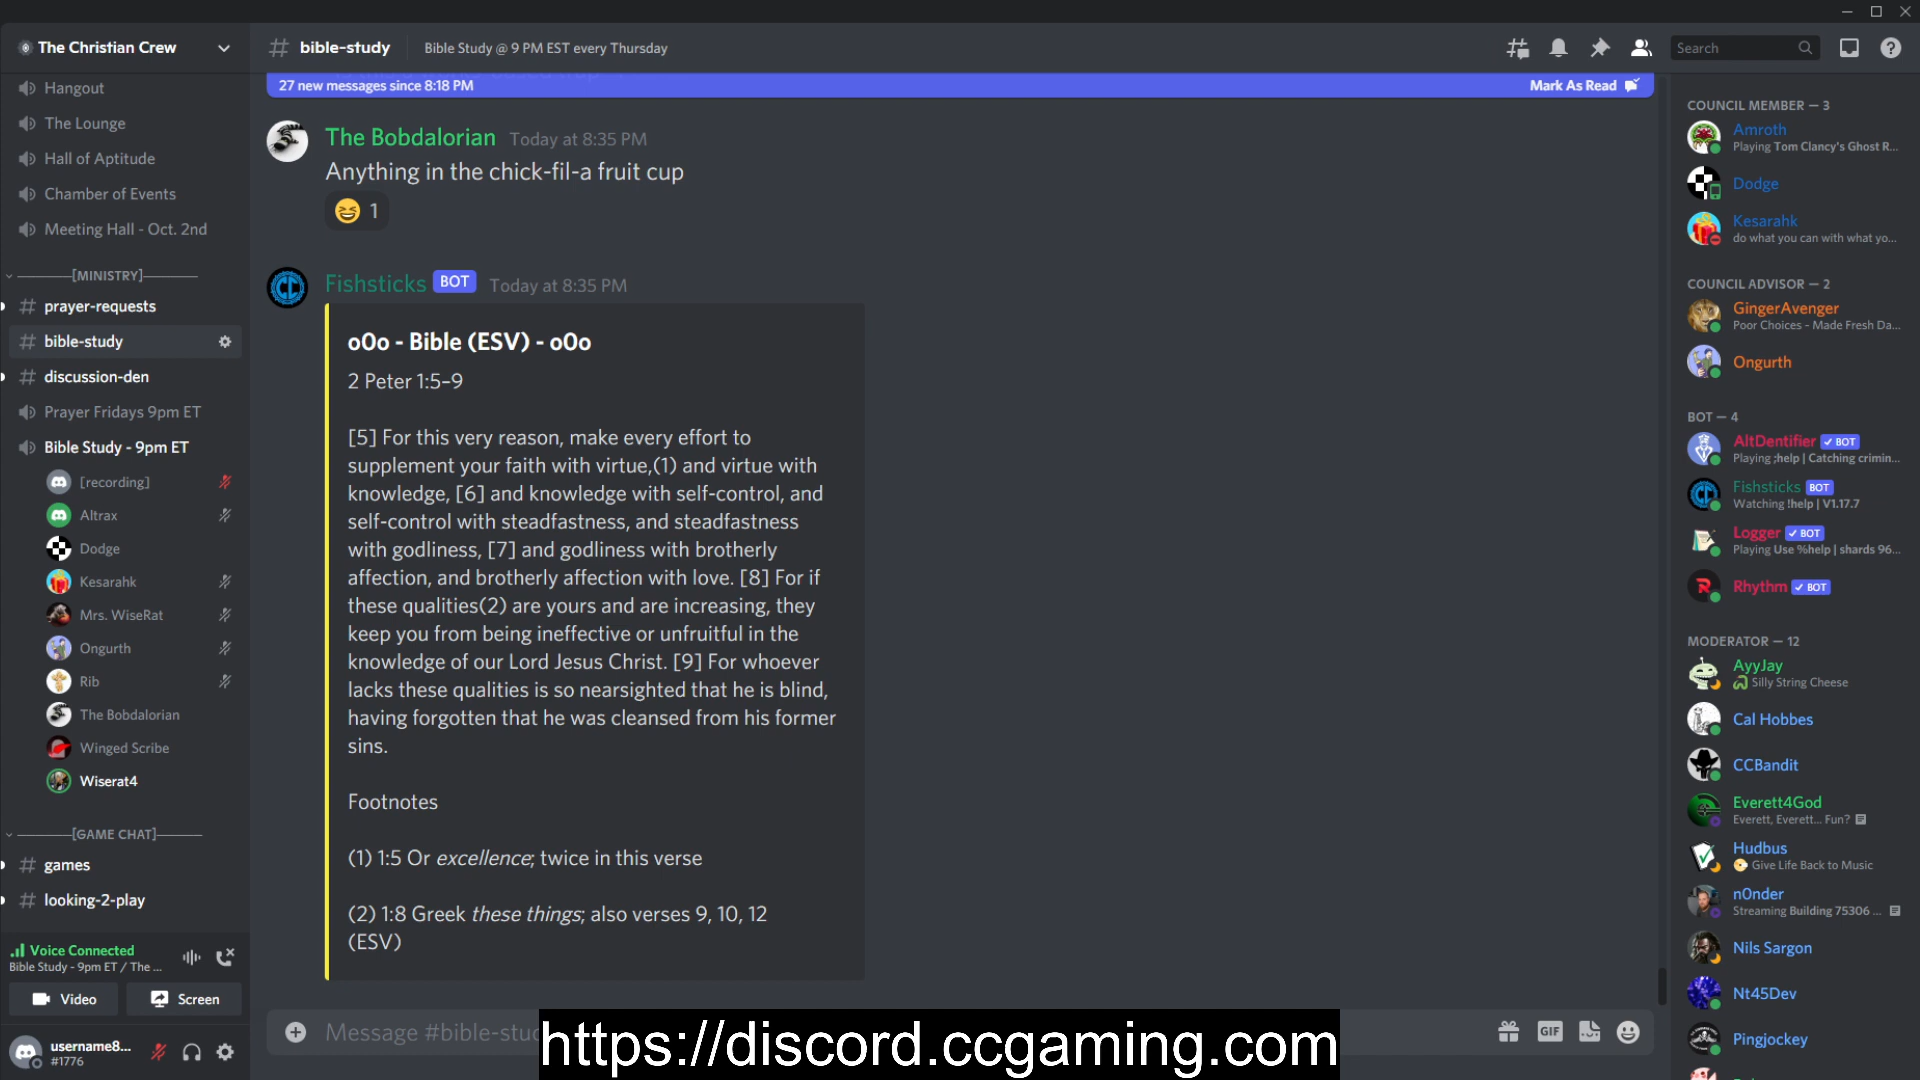 The Christian Crew
Hangout
The Lounge
Hall of Aptitude
Chamber of Events
Meeting Hall - Oct. 2nd
[MINISTRY]
# prayer-requests
# bible-study
# discussion-den
Prayer Fridays 9pm ET
Bible Study - 9pm ET
[recording]
Altrax
Dodge
Kesarahk
Mrs. WiseRat
Ongurth
Rib
The Bobdalorian
Winged Scribe
Wiserat4
[GAME CHAT]
# games
# looking-2-play
Voice Connected
Bible Study - 9pm ET / The ...
Video Screen
username8...
#1776
# bible-study Bible Study @ 9 PM EST every Thursday
Search
27 new messages since 8:18 PM Mark As Read
The Bobdalorian Today at 8:35 PM
Anything in the chick-fil-a fruit cup
1
Fishsticks BOT Today at 8:35 PM
oOo - Bible (ESV) - oOo
2 Peter 1:5–9
[5] For this very reason, make every effort to
supplement your faith with virtue,(1) and virtue with
knowledge, [6] and knowledge with self-control, and
self-control with steadfastness, and steadfastness
with godliness, [7] and godliness with brotherly
affection, and brotherly affection with love. [8] For if
these qualities(2) are yours and are increasing, they
keep you from being ineffective or unfruitful in the
knowledge of our Lord Jesus Christ. [9] For whoever
lacks these qualities is so nearsighted that he is blind,
having forgotten that he was cleansed from his former
sins.
Footnotes
(1) 1:5 Or excellence; twice in this verse
(2) 1:8 Greek these things; also verses 9, 10, 12
(ESV)
Message #bible-stu
GIF
https://discord.ccgaming.com
COUNCIL MEMBER — 3
Amroth
Playing Tom Clancy's Ghost R...
Dodge
Kesarahk
do what you can with what yo...
COUNCIL ADVISOR — 2
GingerAvenger
Poor Choices - Made Fresh Da...
Ongurth
BOT — 4
AltDentifier BOT
Playing ;help | Catching crimin...
Fishsticks BOT
Watching !help | V1.17.7
Logger BOT
Playing Use %help | shards 96...
Rhythm BOT
MODERATOR — 12
AyyJay
Silly String Cheese
Cal Hobbes
CCBandit
Everett4God
Everett, Everett... Fun?
Hudbus
Give Life Back to Music
n0nder
Streaming Building 75306 ...
Nils Sargon
Nt45Dev
Pingjockey